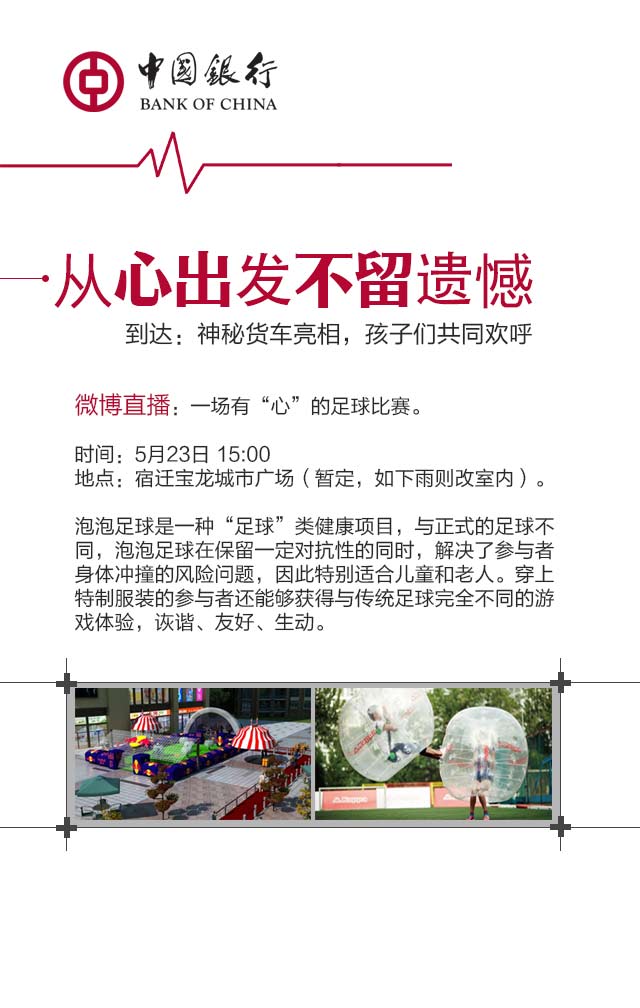 中國銀行
BANK OF CHINA
从心出发不留遗憾
到达：神秘货车亮相，孩子们共同欢呼
微博直播：一场有“心”的足球比赛。
时间：5月23日 15:00
地点：宿迁宝龙城市广场（暂定，如下雨则改室内）。
泡泡足球是一种“足球”类健康项目，与正式的足球不
同，泡泡足球在保留一定对抗性的同时，解决了参与者
身体冲撞的风险问题，因此特别适合儿童和老人。穿上
特制服装的参与者还能够获得与传统足球完全不同的游
戏体验，诙谐、友好、生动。
Kappa